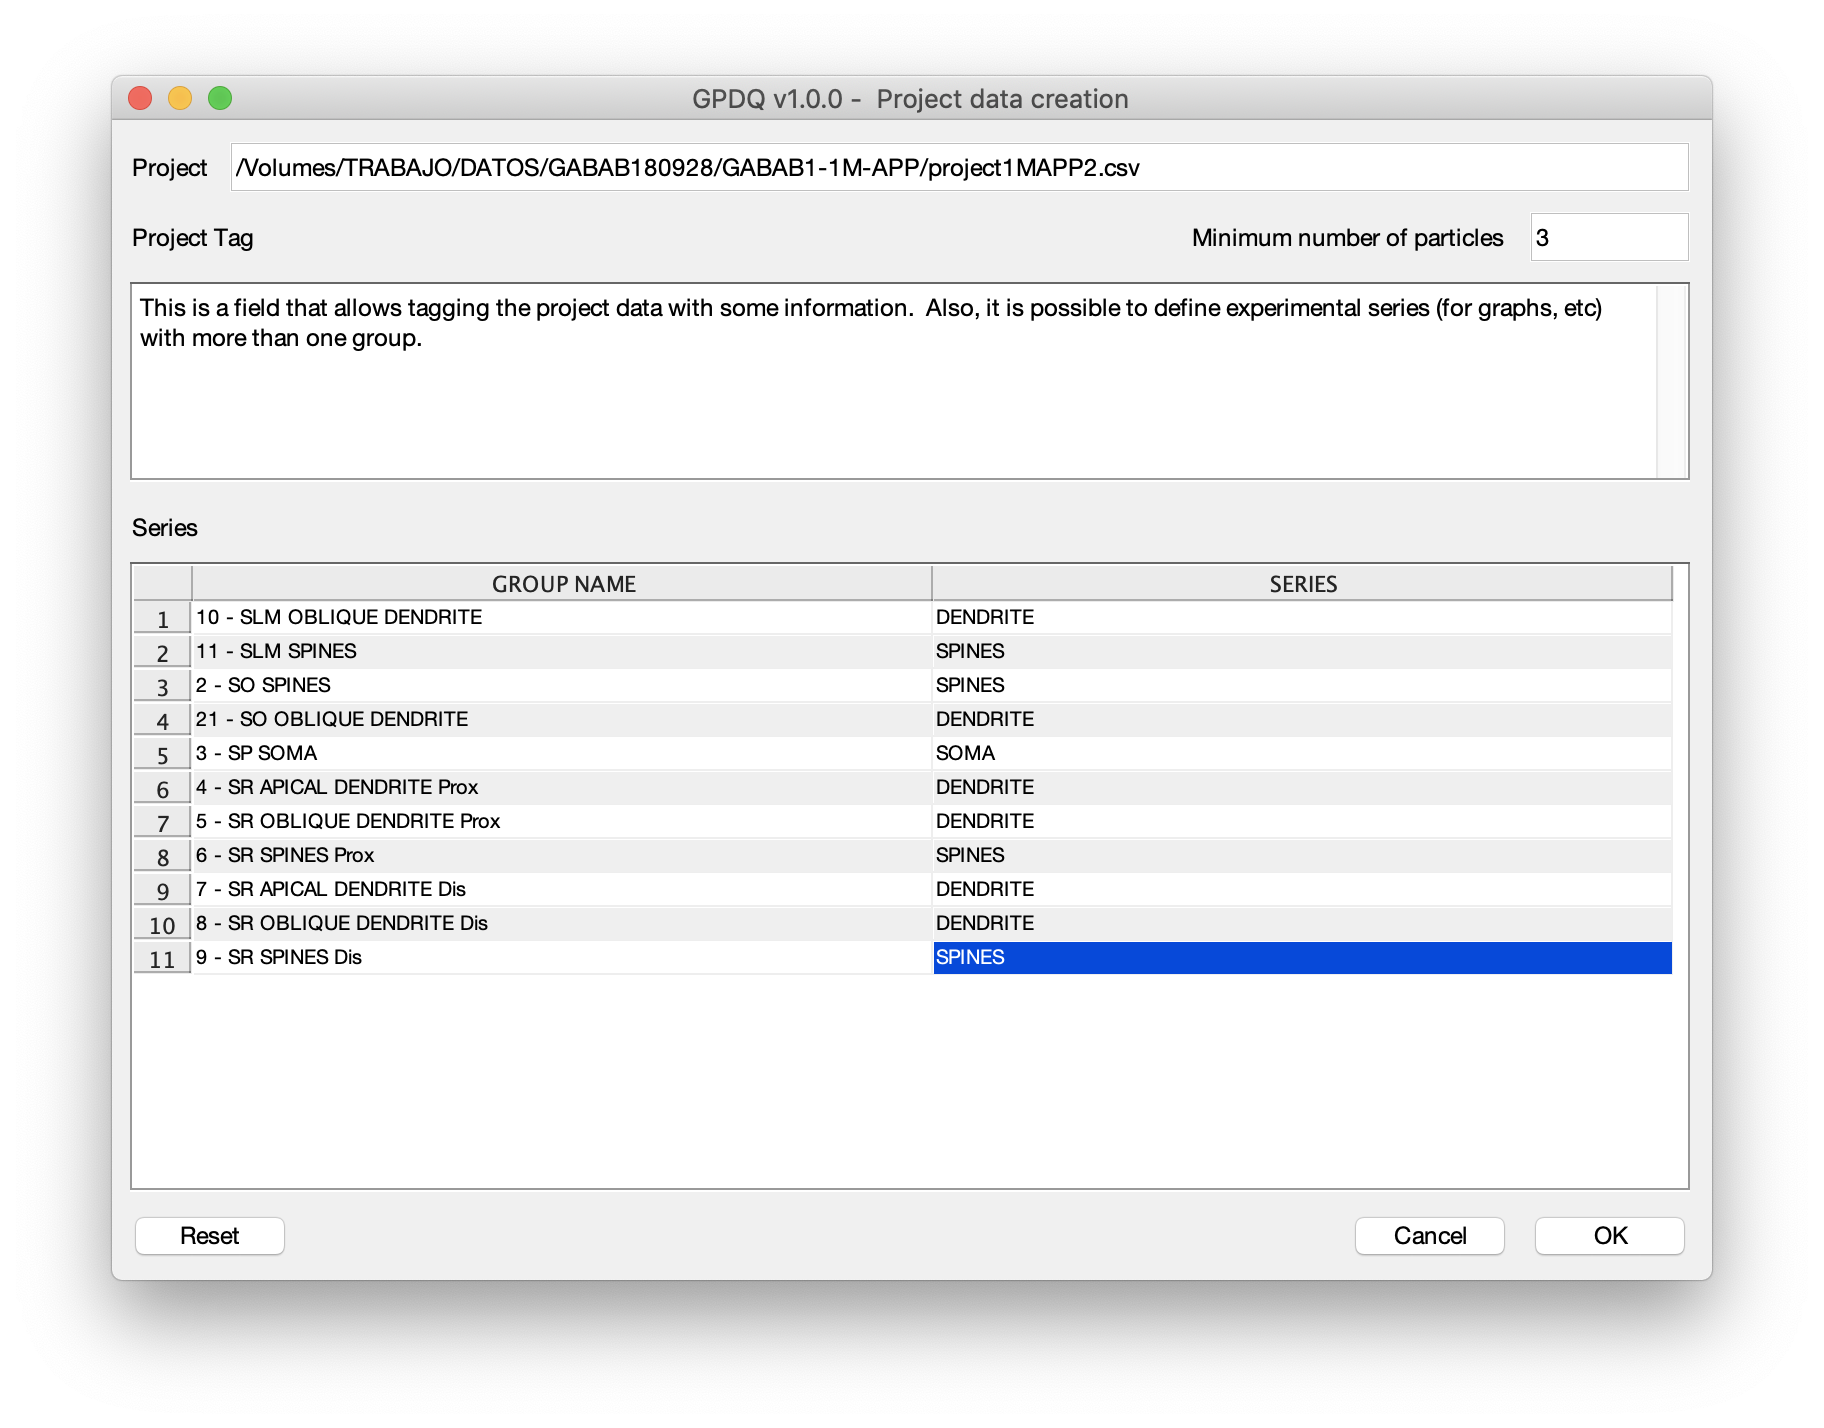 GPDQ v1.0.0 -  Project data creation
Project /Volumes/TRABAJO/DATOS/GABAB180928/GABAB1-1M-APP/project1MAPP2.csv
Project Tag Minimum number of particles 3
This is a field that allows tagging the project data with some information.  Also, it is possible to define experimental series (for graphs, etc)
with more than one group.
Series
GROUP NAME SERIES
1 10 - SLM OBLIQUE DENDRITE DENDRITE
2 11 - SLM SPINES SPINES
3 2 - SO SPINES SPINES
4 21 - SO OBLIQUE DENDRITE DENDRITE
5 3 - SP SOMA SOMA
6 4 - SR APICAL DENDRITE Prox DENDRITE
7 5 - SR OBLIQUE DENDRITE Prox DENDRITE
8 6 - SR SPINES Prox SPINES
9 7 - SR APICAL DENDRITE Dis DENDRITE
10 8 - SR OBLIQUE DENDRITE Dis DENDRITE
11 9 - SR SPINES Dis SPINES
Reset Cancel OK